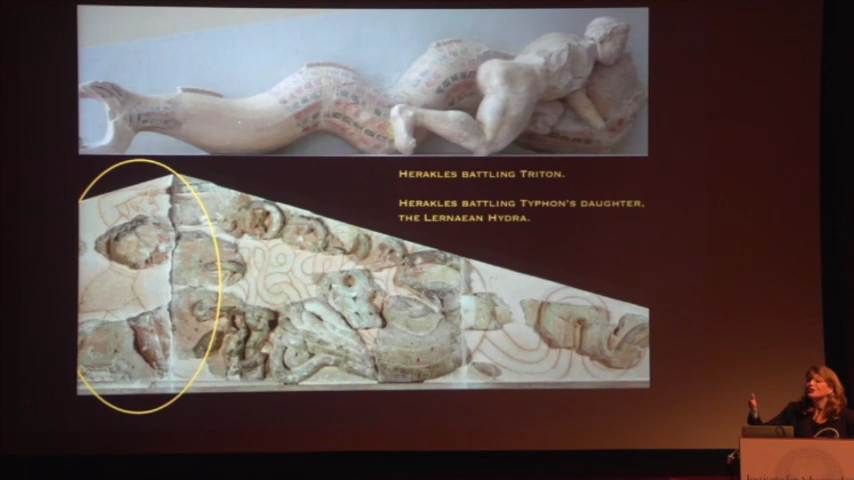 Herakles battling Triton.
Herakles battling Typhon's daughter,
the Lernaean Hydra.